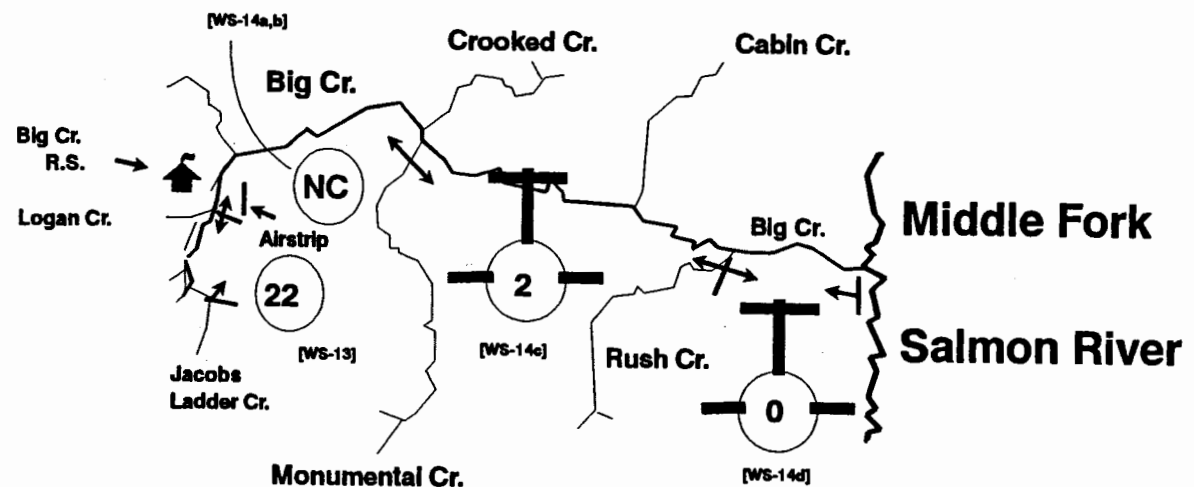 [WS-14a,b]
Crooked Cr.
Cabin Cr.
Big Cr.
Big Cr.
R.S.
NC
Logan Cr.
Airstrip
Middle Fork
Big Cr.
22
2
[WS-13]
[WS-14c]
Rush Cr.
Salmon River
Jacobs
Ladder Cr.
0
Monumental Cr.
[WS-14d]